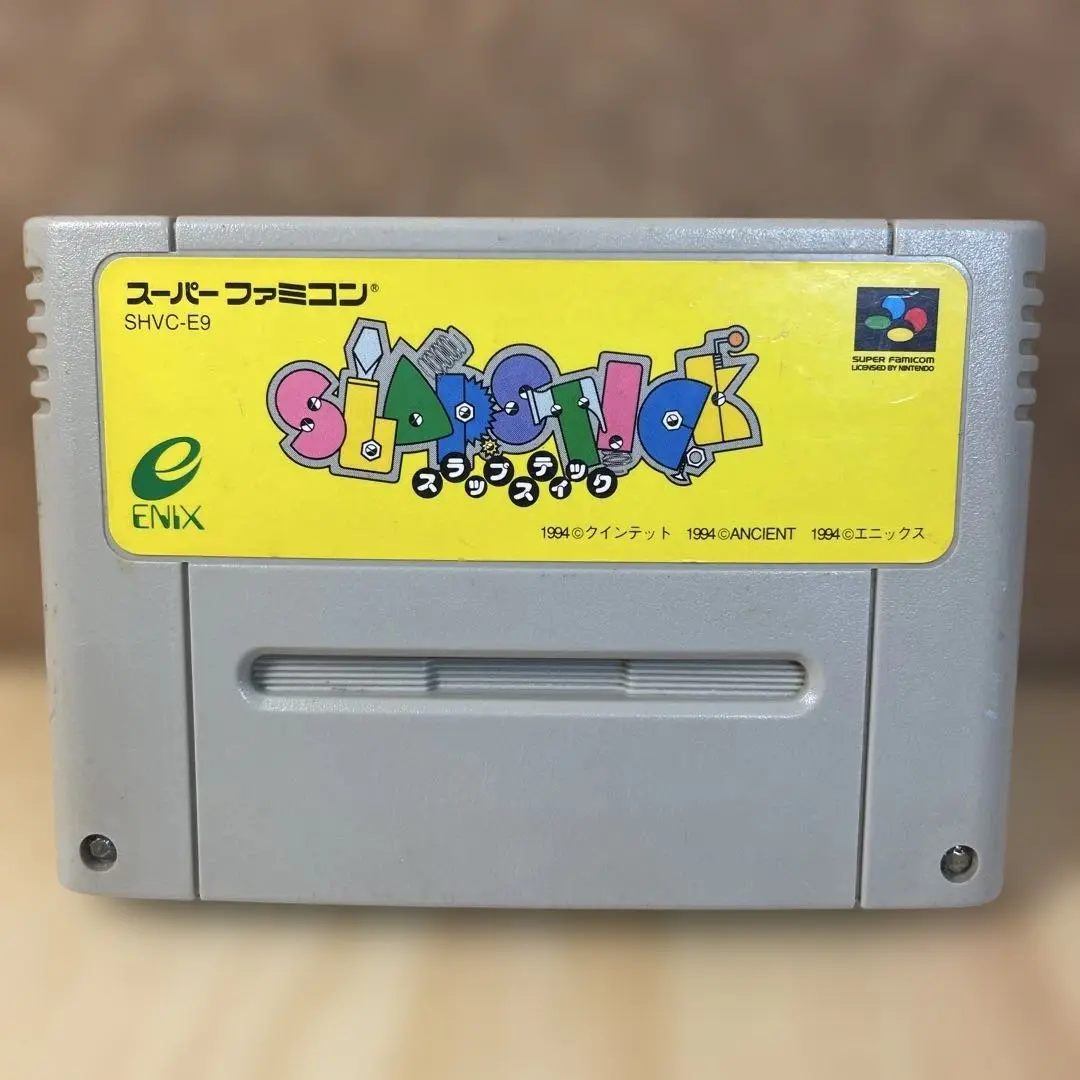 スーパーファミコン®
SHVC-E9
SLAPSTICK
スラップスティック
SUPER FAMICOM
LICENSED BY NINTENDO
e
ENIX
1994©クインテット 1994©ANCIENT 1994©エニックス